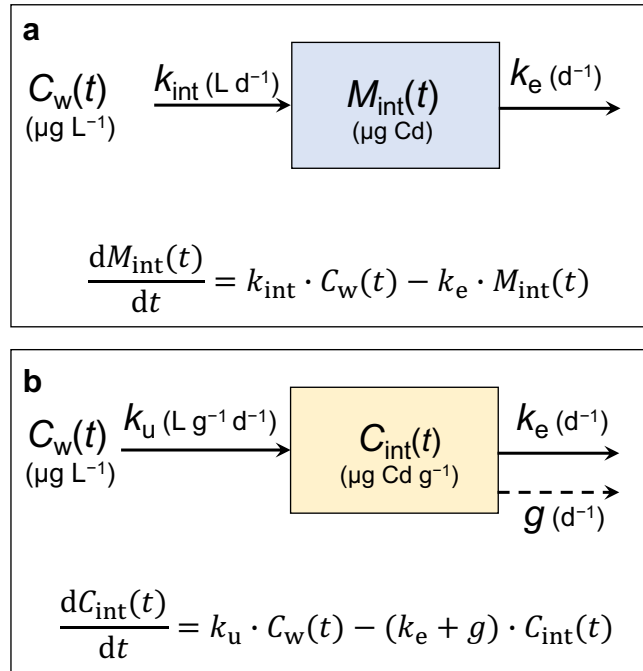 a
C_w(t)
(µg L⁻¹)
k_int (L d⁻¹)
M_int(t)
(µg Cd)
k_e (d⁻¹)
dM_int(t)/dt = k_int · C_w(t) − k_e · M_int(t)
b
C_w(t)
(µg L⁻¹)
k_u (L g⁻¹ d⁻¹)
C_int(t)
(µg Cd g⁻¹)
k_e (d⁻¹)
g (d⁻¹)
dC_int(t)/dt = k_u · C_w(t) − (k_e + g) · C_int(t)